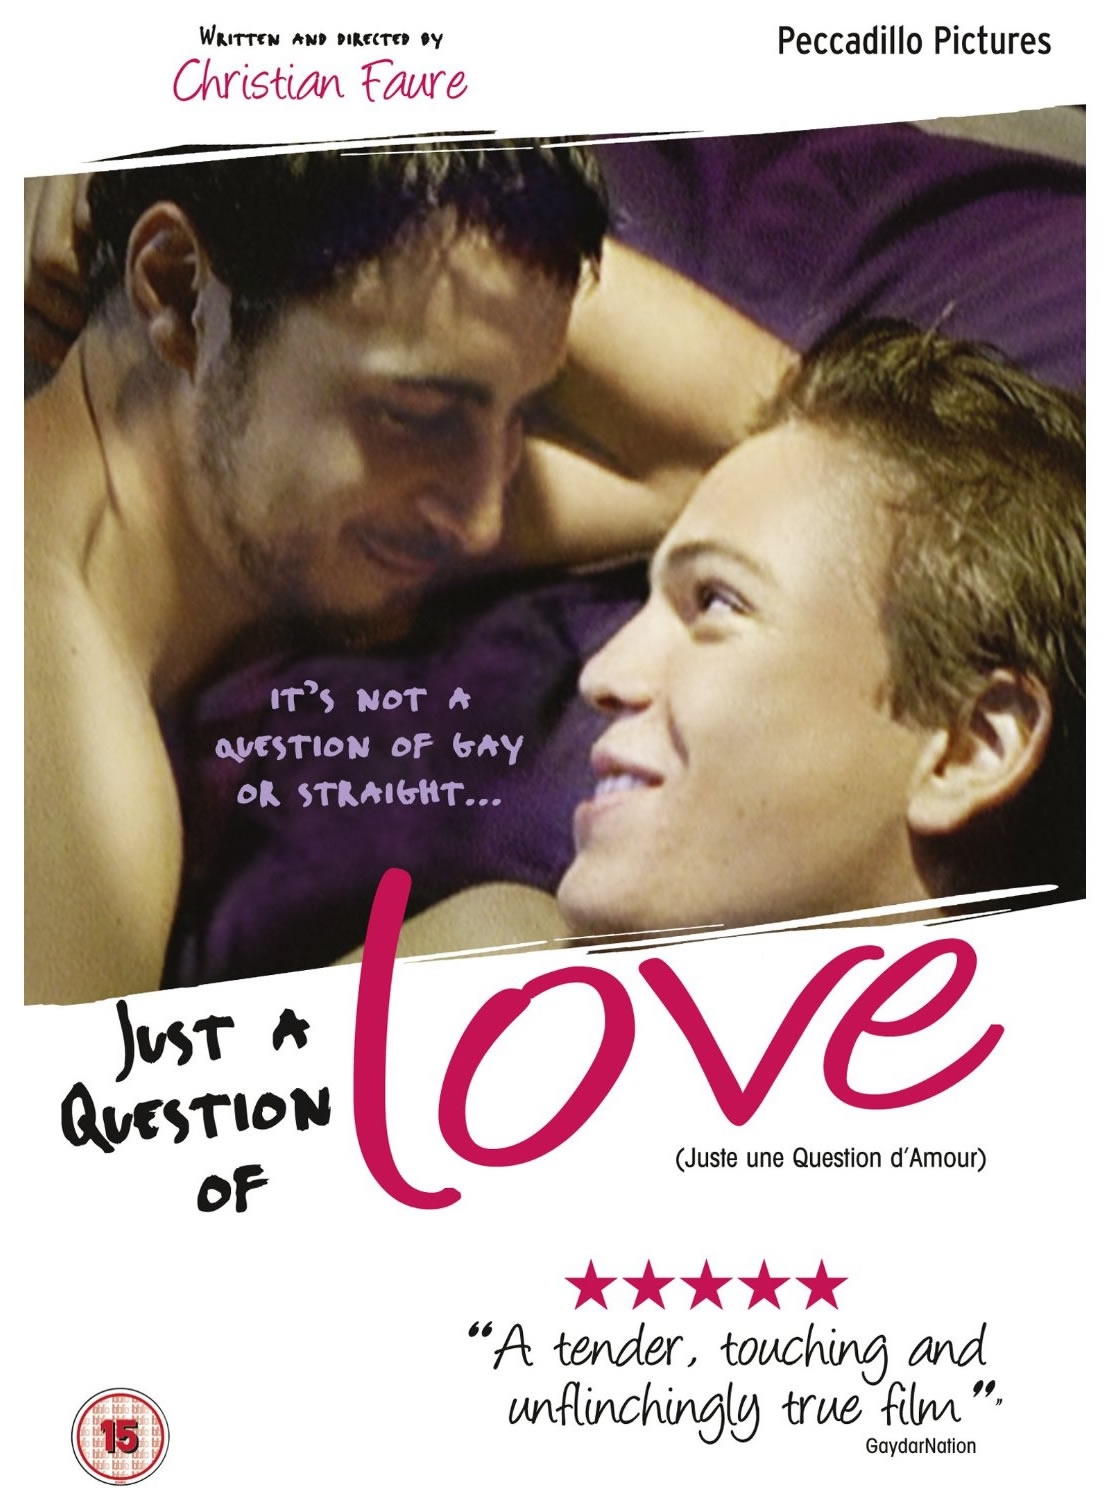 WRITTEN AND DIRECTED BY
Christian Faure
Peccadillo Pictures
IT'S NOT A
QUESTION OF GAY
OR STRAIGHT...
JUST A
QUESTION
OF
love
(Juste une Question d'Amour)
★★★★★
“A tender, touching and
unflinchingly true film””
GaydarNation
15